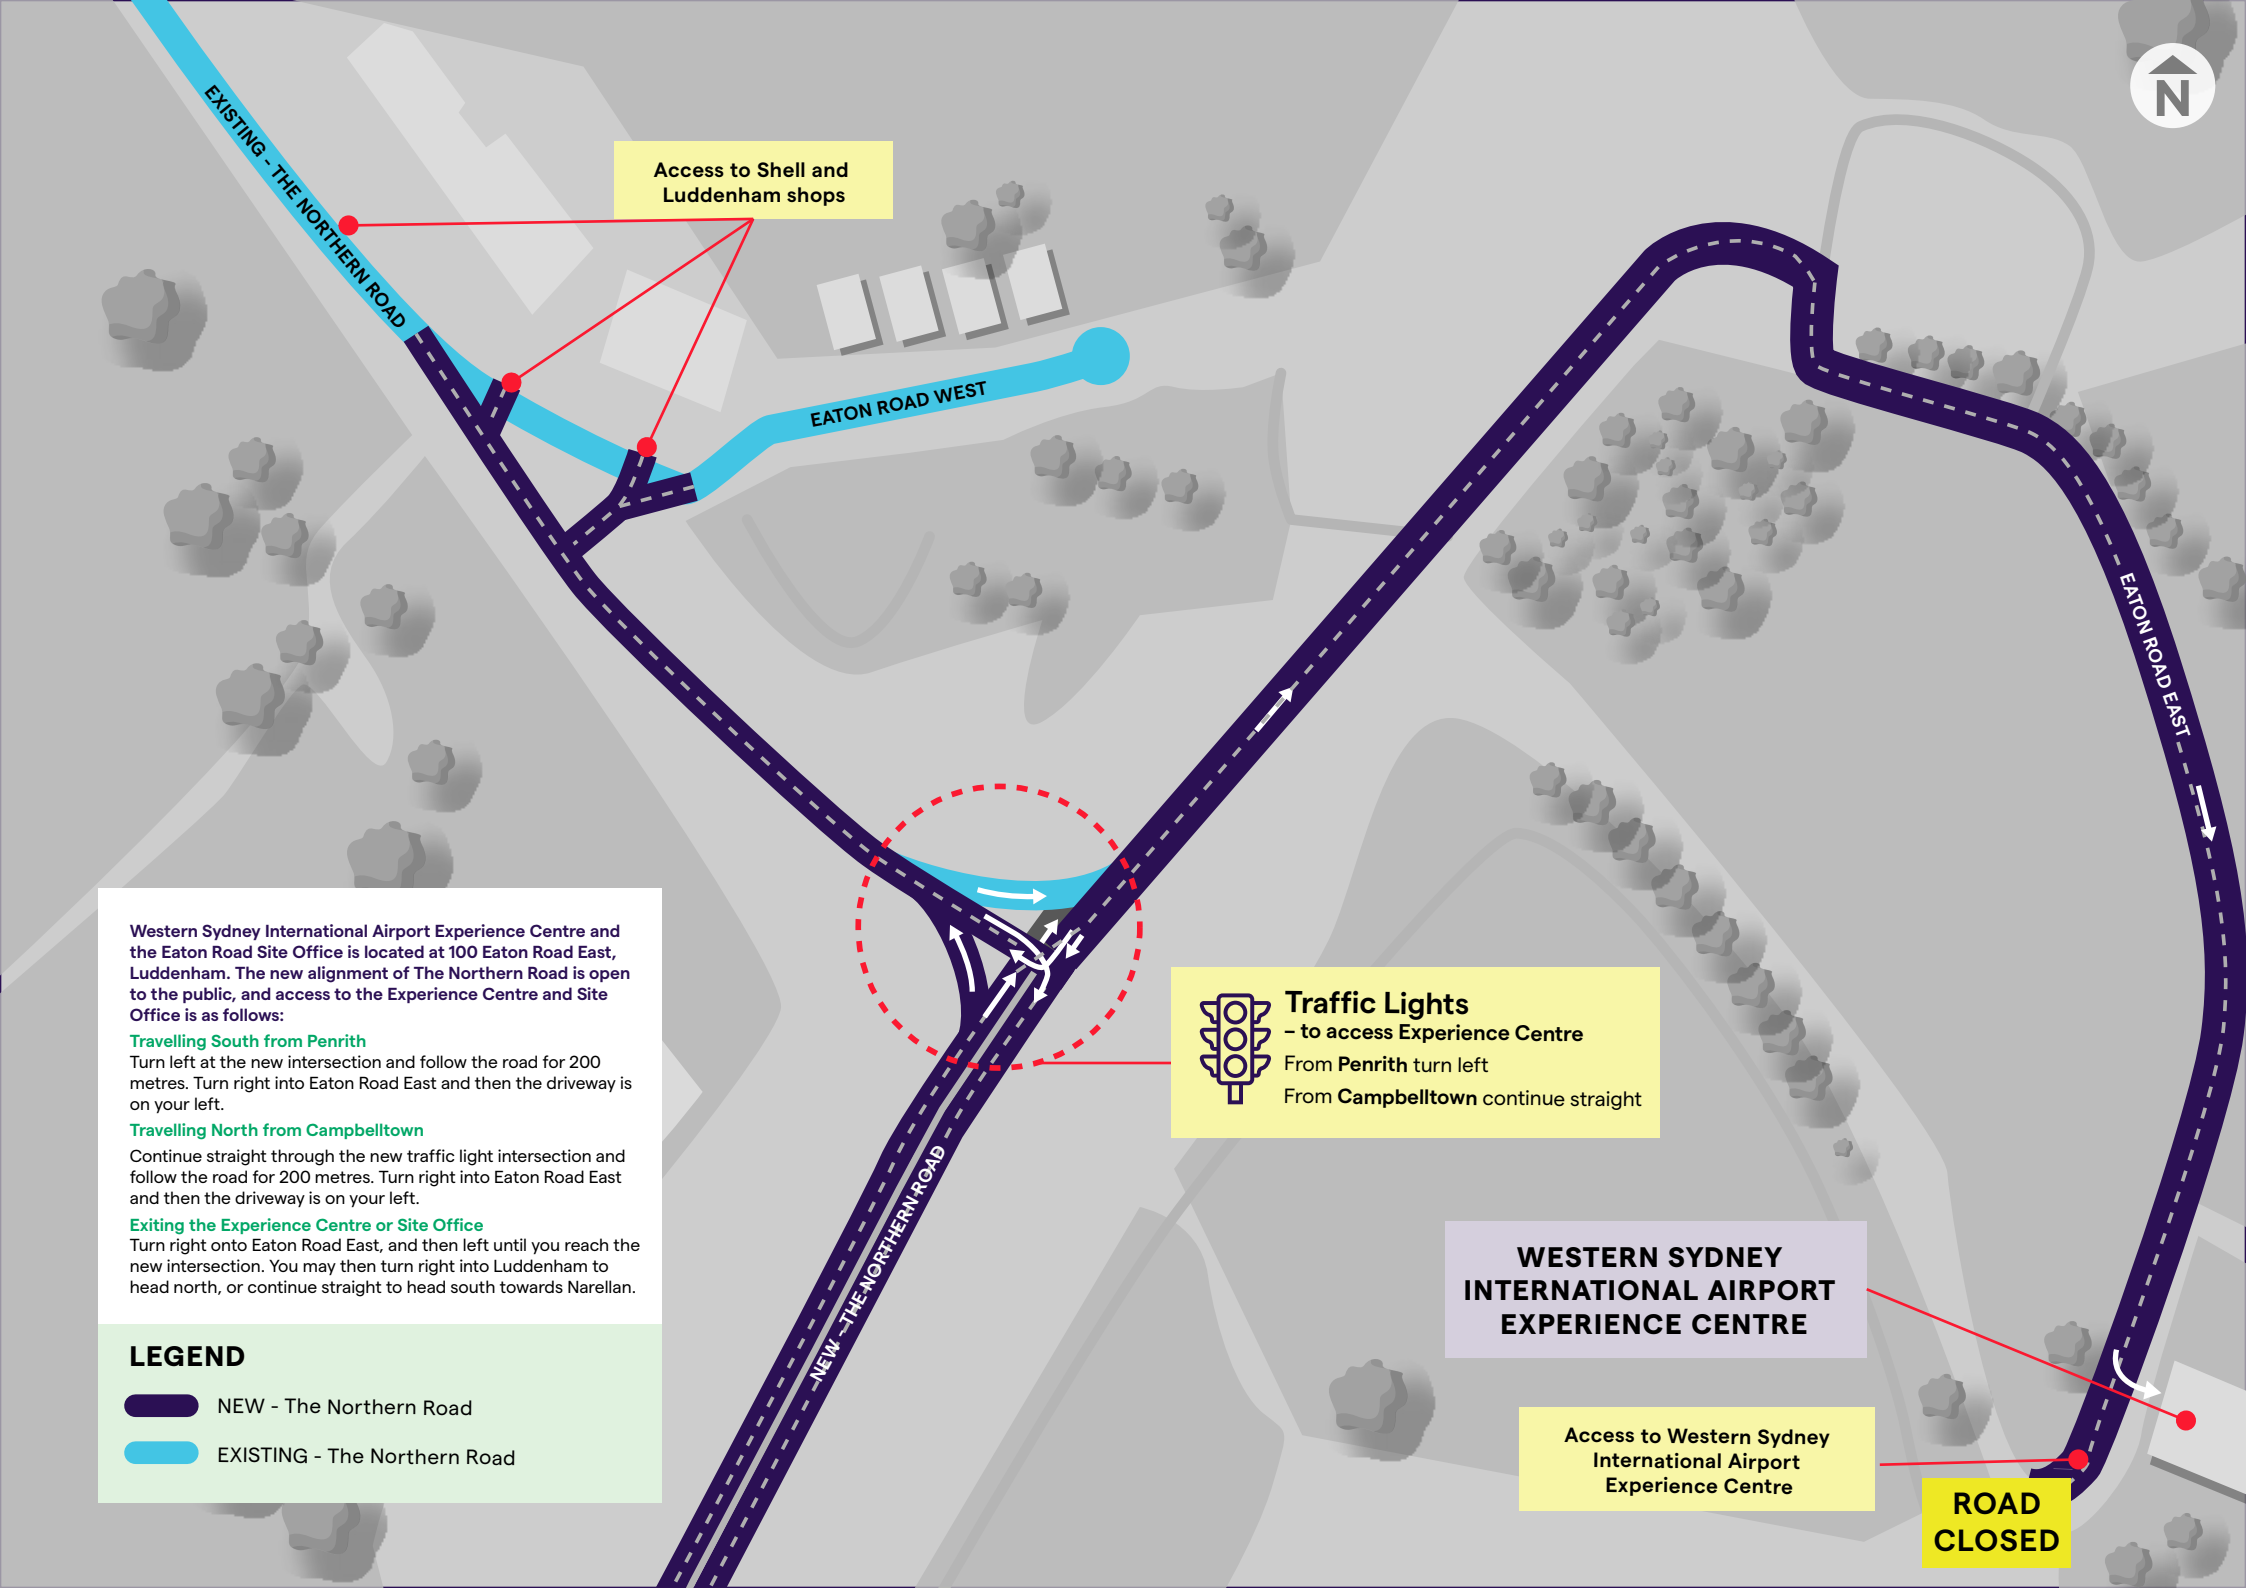 N
EXISTING - THE NORTHERN ROAD
Access to Shell and
Luddenham shops
EATON ROAD WEST
EATON ROAD EAST
Western Sydney International Airport Experience Centre and
the Eaton Road Site Office is located at 100 Eaton Road East,
Luddenham. The new alignment of The Northern Road is open
to the public, and access to the Experience Centre and Site
Office is as follows:
Travelling South from Penrith
Turn left at the new intersection and follow the road for 200
metres. Turn right into Eaton Road East and then the driveway is
on your left.
Travelling North from Campbelltown
Continue straight through the new traffic light intersection and
follow the road for 200 metres. Turn right into Eaton Road East
and then the driveway is on your left.
Exiting the Experience Centre or Site Office
Turn right onto Eaton Road East, and then left until you reach the
new intersection. You may then turn right into Luddenham to
head north, or continue straight to head south towards Narellan.
LEGEND
NEW - The Northern Road
EXISTING - The Northern Road
Traffic Lights
– to access Experience Centre
From Penrith turn left
From Campbelltown continue straight
NEW - THE NORTHERN ROAD
WESTERN SYDNEY
INTERNATIONAL AIRPORT
EXPERIENCE CENTRE
Access to Western Sydney
International Airport
Experience Centre
ROAD
CLOSED